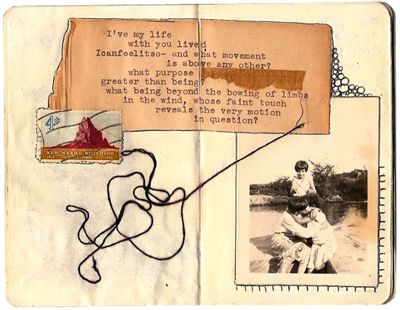 I've my life
with you lived
Icanfeelitso- and what movement
is above any other?
what purpose
greater than being?
what being beyond the bowing of limbs
in the wind, whose faint touch
reveals the very motion
in question?
4¢
NEW MEXICO STATEHOOD